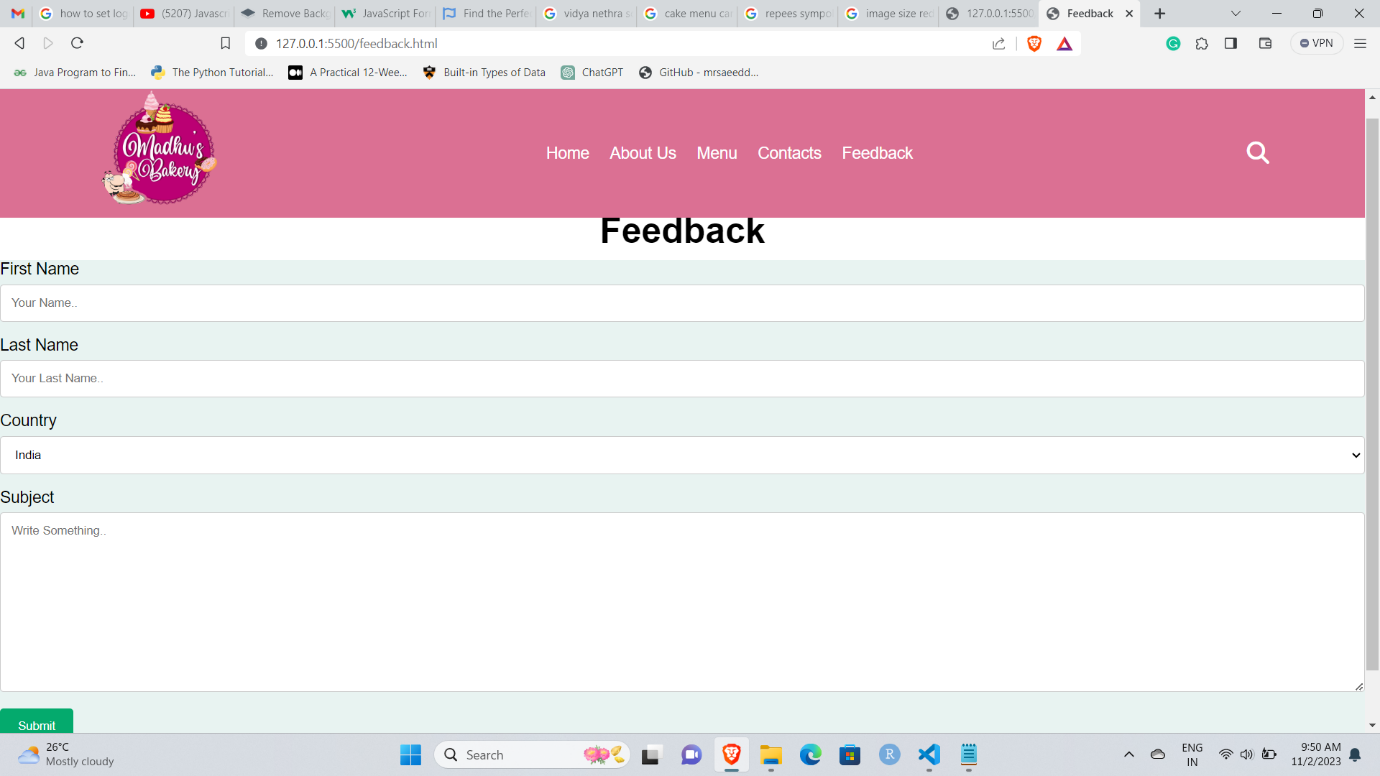 how to set log
(5207) Javascr
Remove Backg
JavaScript For
Find the Perfe
vidya nethra s
cake menu car
repees sympo
image size red
127.0.0.1:5500
Feedback
127.0.0.1:5500/feedback.html
VPN
Java Program to Fin...
The Python Tutorial...
A Practical 12-Wee...
Built-in Types of Data
ChatGPT
GitHub - mrsaeedd...
Madhu's
Bakery
Home
About Us
Menu
Contacts
Feedback
Feedback
First Name
Your Name..
Last Name
Your Last Name..
Country
India
Subject
Write Something..
Submit
26°C
Mostly cloudy
Search
R
ENG
IN
9:50 AM
11/2/2023